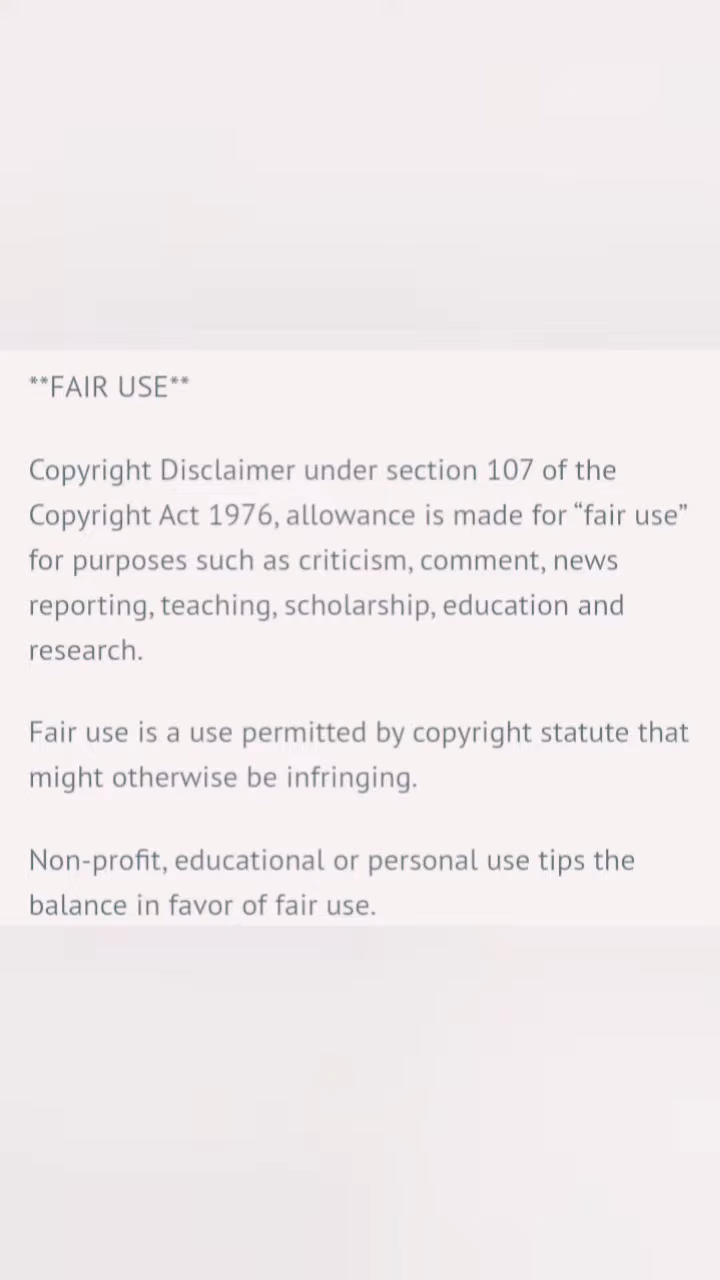 **FAIR USE**
Copyright Disclaimer under section 107 of the
Copyright Act 1976, allowance is made for “fair use”
for purposes such as criticism, comment, news
reporting, teaching, scholarship, education and
research.
Fair use is a use permitted by copyright statute that
might otherwise be infringing.
Non-profit, educational or personal use tips the
balance in favor of fair use.